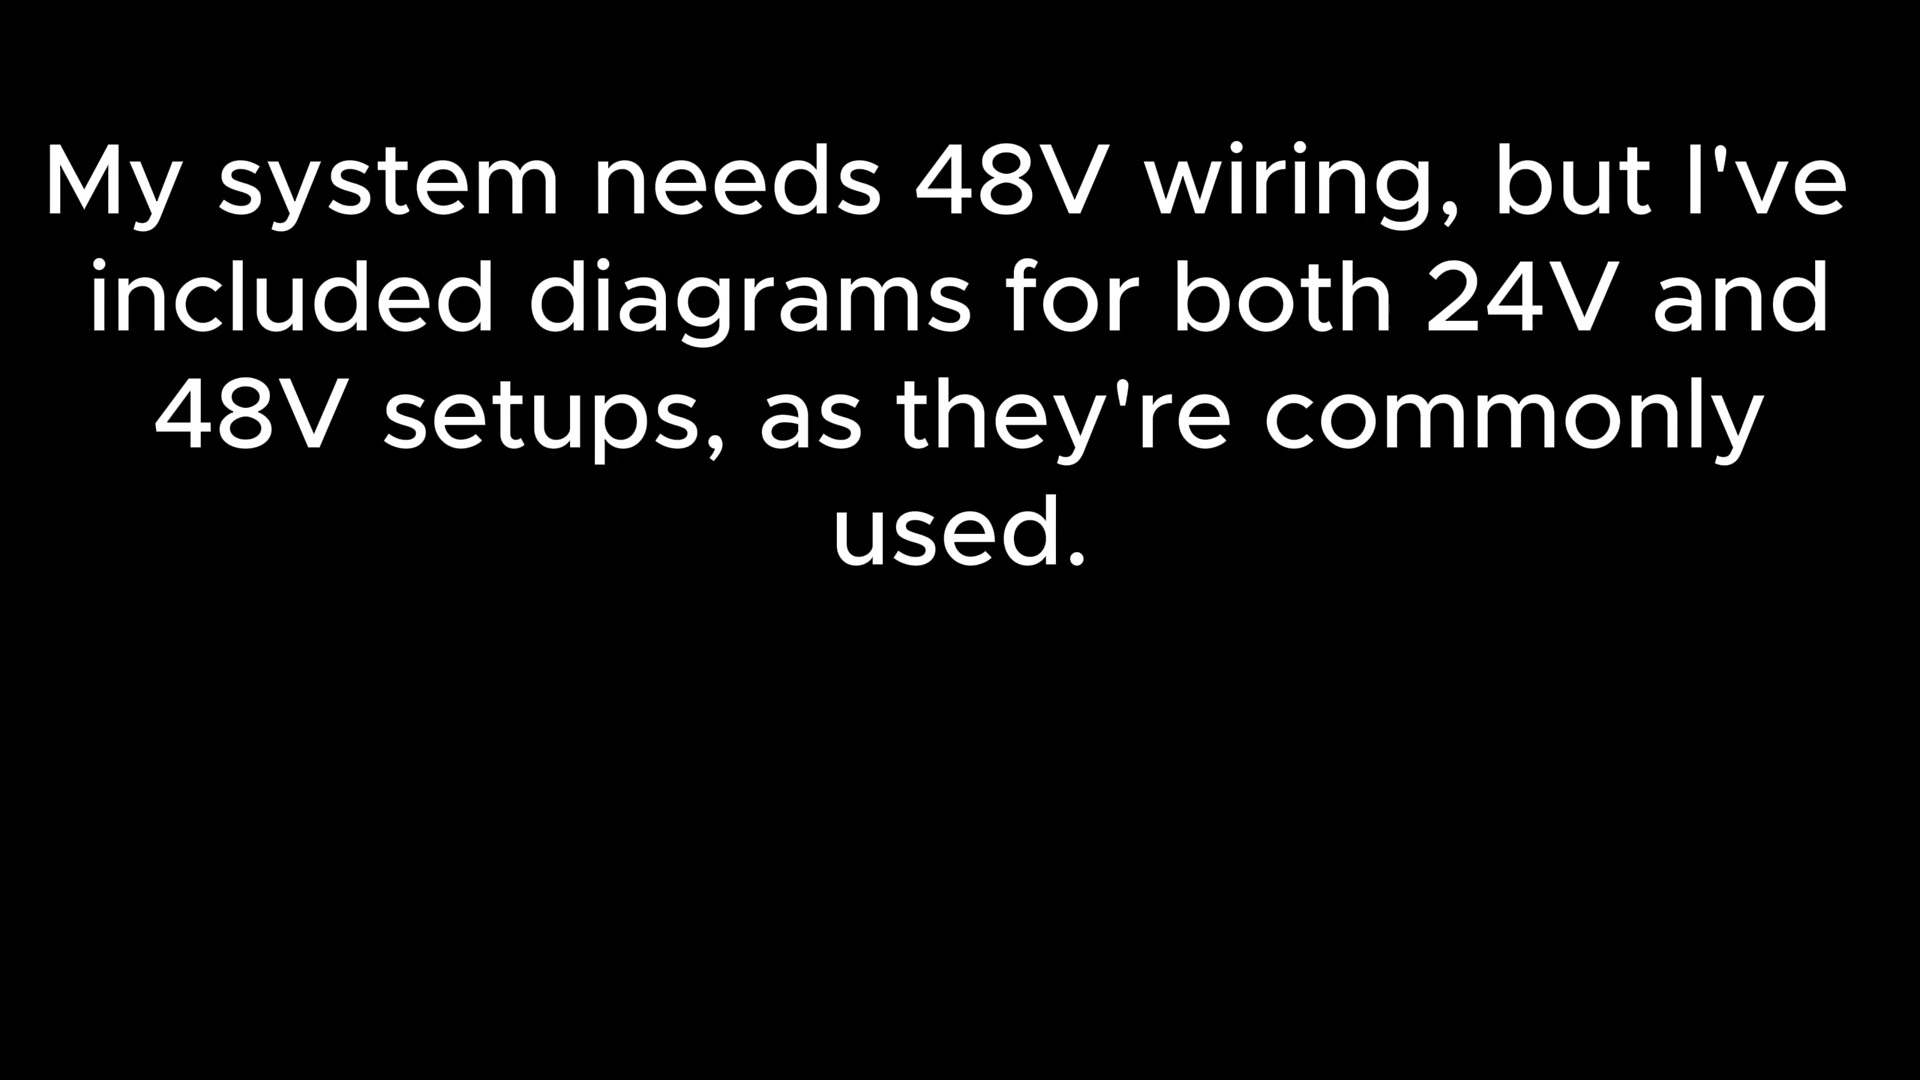 My system needs 48V wiring, but I've
included diagrams for both 24V and
48V setups, as they're commonly
used.